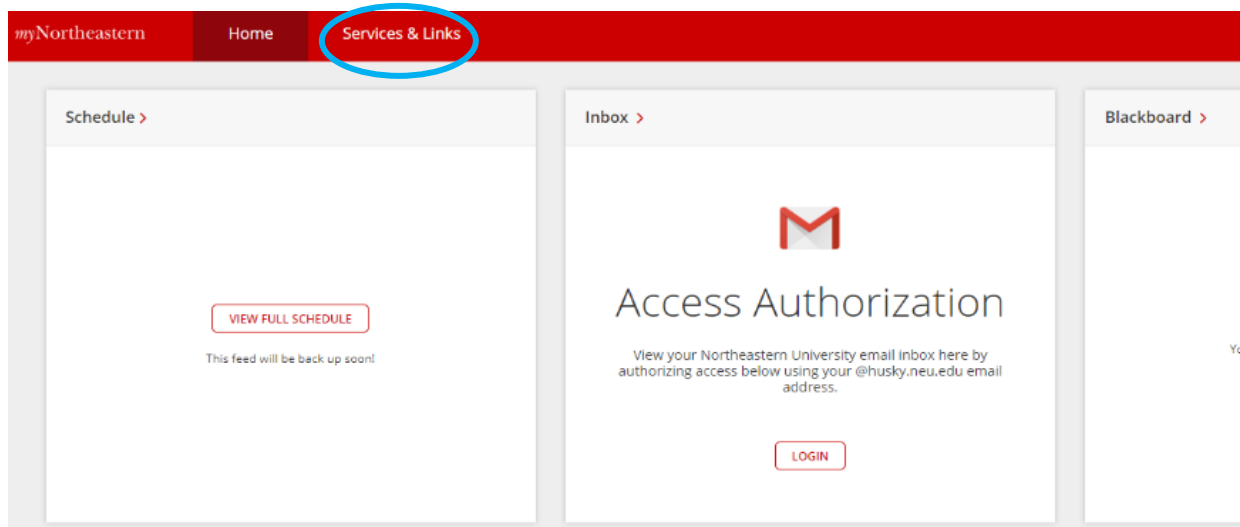 myNortheastern Home Services & Links
Schedule >
VIEW FULL SCHEDULE
This feed will be back up soon!
Inbox >
Access Authorization
View your Northeastern University email inbox here by
authorizing access below using your @husky.neu.edu email
address.
LOGIN
Blackboard >